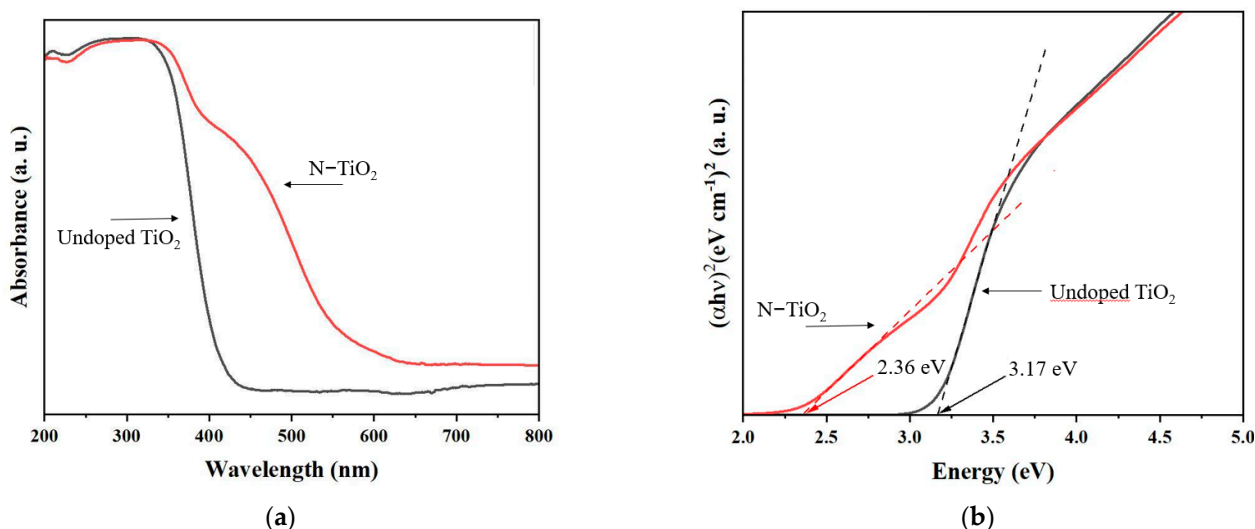 Absorbance (a. u.)
N−TiO₂
Undoped TiO₂
200 300 400 500 600 700 800
Wavelength (nm)
(a)
(αhν)²(eV cm⁻¹)² (a. u.)
Undoped TiO₂
N−TiO₂
2.36 eV
3.17 eV
2.0 2.5 3.0 3.5 4.0 4.5 5.0
Energy (eV)
(b)